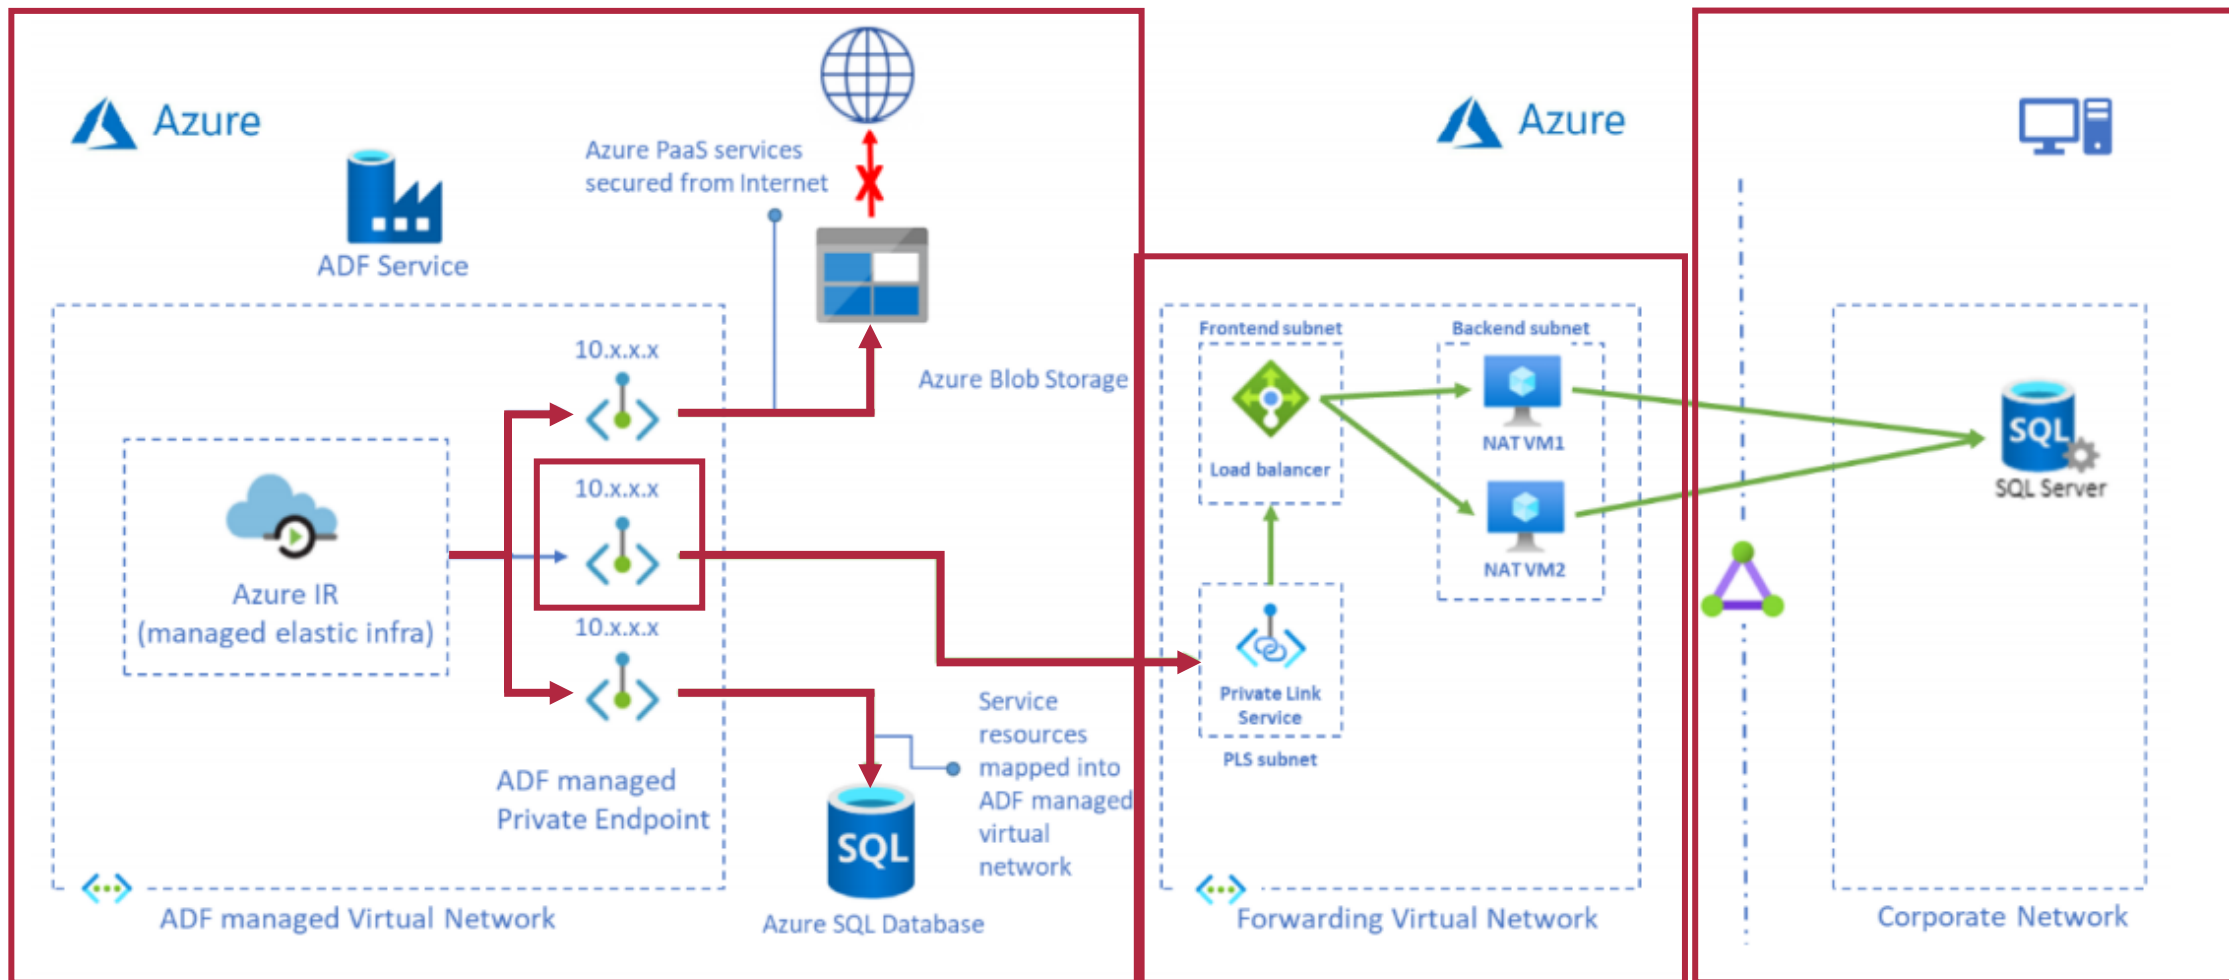 Azure
ADF Service
Azure PaaS services
secured from Internet
Azure Blob Storage
10.x.x.x
10.x.x.x
10.x.x.x
Azure IR
(managed elastic infra)
ADF managed
Private Endpoint
ADF managed Virtual Network
SQL
Azure SQL Database
Service
resources
mapped into
ADF managed
virtual
network
Azure
Frontend subnet
Load balancer
Backend subnet
NAT VM1
NAT VM2
Private Link
Service
PLS subnet
Forwarding Virtual Network
SQL
SQL Server
Corporate Network